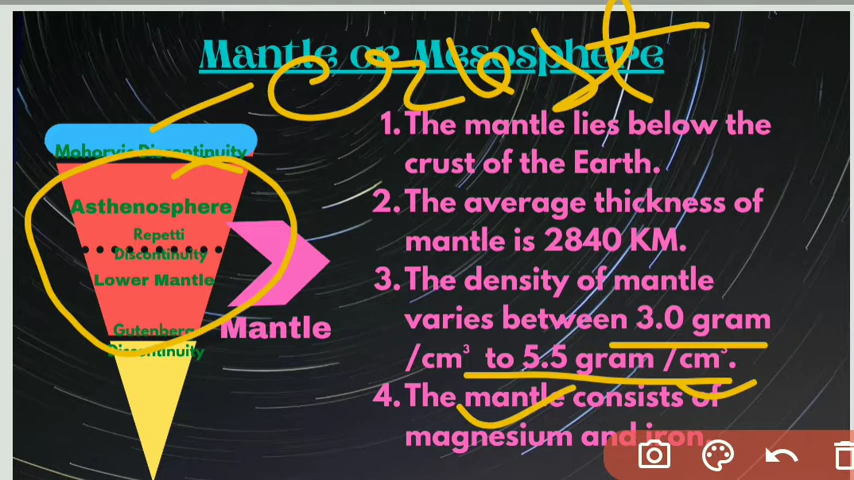 Mantle or Mesosphere
crust
Mohorvic Discontinuity
Asthenosphere
Repetti
Discontinuity
Lower Mantle
Gutenberg
Discontinuity
Mantle
1. The mantle lies below the
crust of the Earth.
2. The average thickness of
mantle is 2840 KM.
3. The density of mantle
varies between 3.0 gram
/cm³ to 5.5 gram /cm³.
4. The mantle consists of
magnesium and iron.